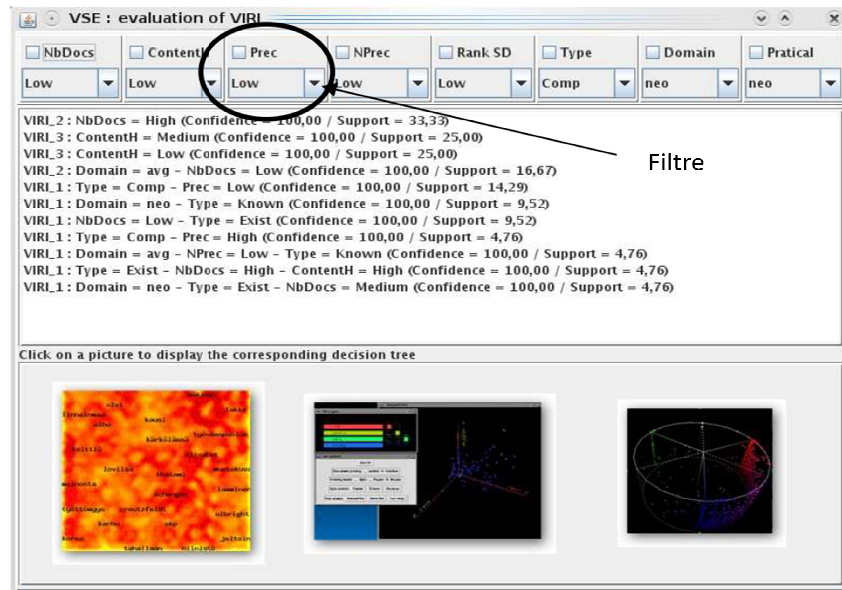 VSE : evaluation of VIRI
NbDocs ContentH Prec NPrec Rank SD Type Domain Pratical
Low Low Low Low Low Comp neo neo
VIRI_2 : NbDocs = High (Confidence = 100,00 / Support = 33,33)
VIRI_3 : ContentH = Medium (Confidence = 100,00 / Support = 25,00)
VIRI_3 : ContentH = Low (Confidence = 100,00 / Support = 25,00)
VIRI_2 : Domain = avg - NbDocs = Low (Confidence = 100,00 / Support = 16,67)
VIRI_1 : Type = Comp - Prec = Low (Confidence = 100,00 / Support = 14,29)
VIRI_1 : Domain = neo - Type = Known (Confidence = 100,00 / Support = 9,52)
VIRI_1 : NbDocs = Low - Type = Exist (Confidence = 100,00 / Support = 9,52)
VIRI_1 : Type = Comp - Prec = High (Confidence = 100,00 / Support = 4,76)
VIRI_1 : Domain = avg - NPrec = Low - Type = Known (Confidence = 100,00 / Support = 4,76)
VIRI_1 : Type = Exist - NbDocs = High - ContentH = High (Confidence = 100,00 / Support = 4,76)
VIRI_1 : Domain = neo - Type = Exist - NbDocs = Medium (Confidence = 100,00 / Support = 4,76)
Filtre
Click on a picture to display the corresponding decision tree
olvi
kausi
lovilsa
albright
karhu
korea